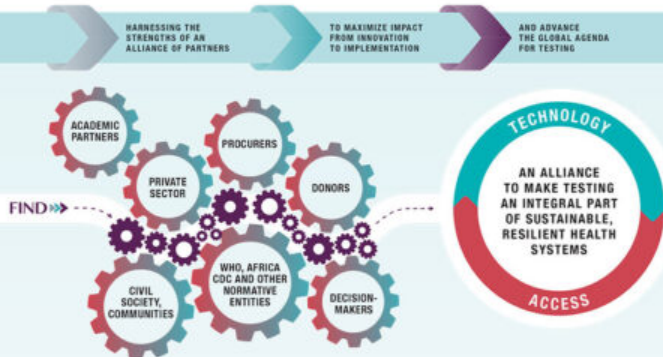 HARNESSING THE
STRENGTHS OF AN
ALLIANCE OF PARTNERS
TO MAXIMIZE IMPACT
FROM INNOVATION
TO IMPLEMENTATION
AND ADVANCE
THE GLOBAL AGENDA
FOR TESTING
ACADEMIC
PARTNERS
PROCURERS
PRIVATE
SECTOR
DONORS
FIND
CIVIL
SOCIETY,
COMMUNITIES
WHO, AFRICA
CDC AND OTHER
NORMATIVE
ENTITIES
DECISION-
MAKERS
TECHNOLOGY
AN ALLIANCE
TO MAKE TESTING
AN INTEGRAL PART
OF SUSTAINABLE,
RESILIENT HEALTH
SYSTEMS
ACCESS